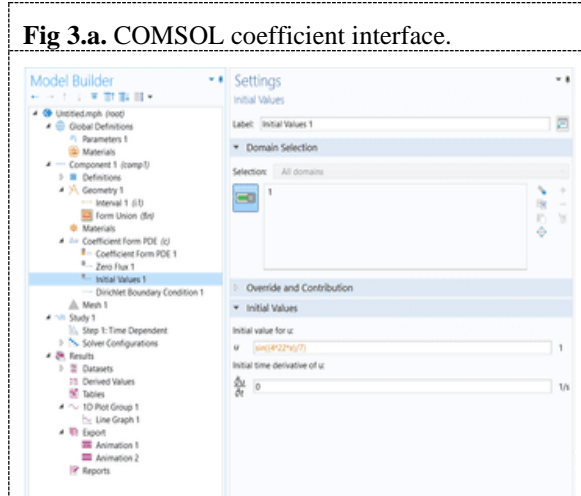 Fig 3.a. COMSOL coefficient interface.
Model Builder
Untitled.mph (root)
Global Definitions
Parameters 1
Materials
Component 1 (comp1)
Definitions
Geometry 1
Interval 1 (i1)
Form Union (fin)
Materials
Coefficient Form PDE (c)
Coefficient Form PDE 1
Zero Flux 1
Initial Values 1
Dirichlet Boundary Condition 1
Mesh 1
Study 1
Step 1: Time Dependent
Solver Configurations
Results
Datasets
Derived Values
Tables
1D Plot Group 1
Line Graph 1
Export
Animation 1
Animation 2
Reports
Settings
Initial Values
Label: Initial Values 1
Domain Selection
Selection: All domains
1
Override and Contribution
Initial Values
Initial value for u:
u sin((4*22*x)/7) 1
Initial time derivative of u:
∂u/∂t 0 1/s